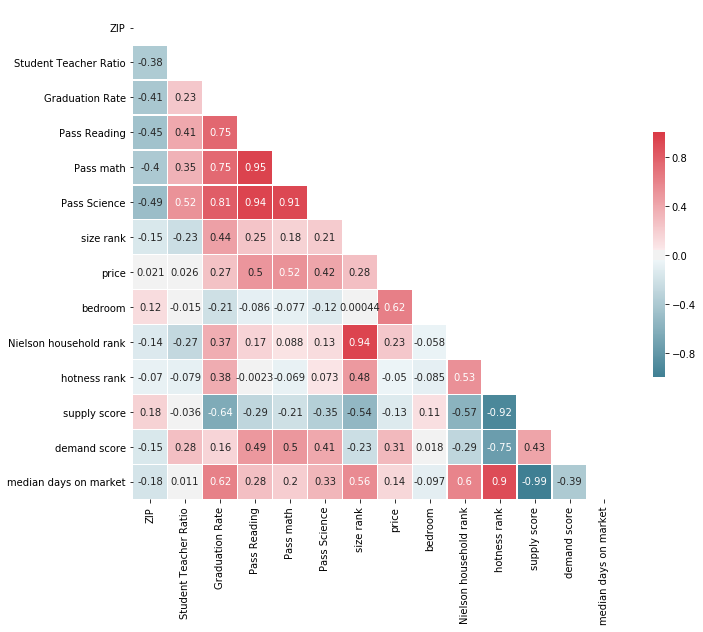 ZIP
Student Teacher Ratio -0.38
Graduation Rate -0.41 0.23
Pass Reading -0.45 0.41 0.75
Pass math -0.4 0.35 0.75 0.95
Pass Science -0.49 0.52 0.81 0.94 0.91
size rank -0.15 -0.23 0.44 0.25 0.18 0.21
price 0.021 0.026 0.27 0.5 0.52 0.42 0.28
bedroom 0.12 -0.015 -0.21 -0.086 -0.077 -0.12 0.00044 0.62
Nielson household rank -0.14 -0.27 0.37 0.17 0.088 0.13 0.94 0.23 -0.058
hotness rank -0.07 -0.079 0.38 -0.0023 -0.069 0.073 0.48 -0.05 -0.085 0.53
supply score 0.18 -0.036 -0.64 -0.29 -0.21 -0.35 -0.54 -0.13 0.11 -0.57 -0.92
demand score -0.15 0.28 0.16 0.49 0.5 0.41 -0.23 0.31 0.018 -0.29 -0.75 0.43
median days on market -0.18 0.011 0.62 0.28 0.2 0.33 0.56 0.14 -0.097 0.6 0.9 -0.99 -0.39
ZIP
Student Teacher Ratio
Graduation Rate
Pass Reading
Pass math
Pass Science
size rank
price
bedroom
Nielson household rank
hotness rank
supply score
demand score
median days on market
0.8
0.4
0.0
-0.4
-0.8